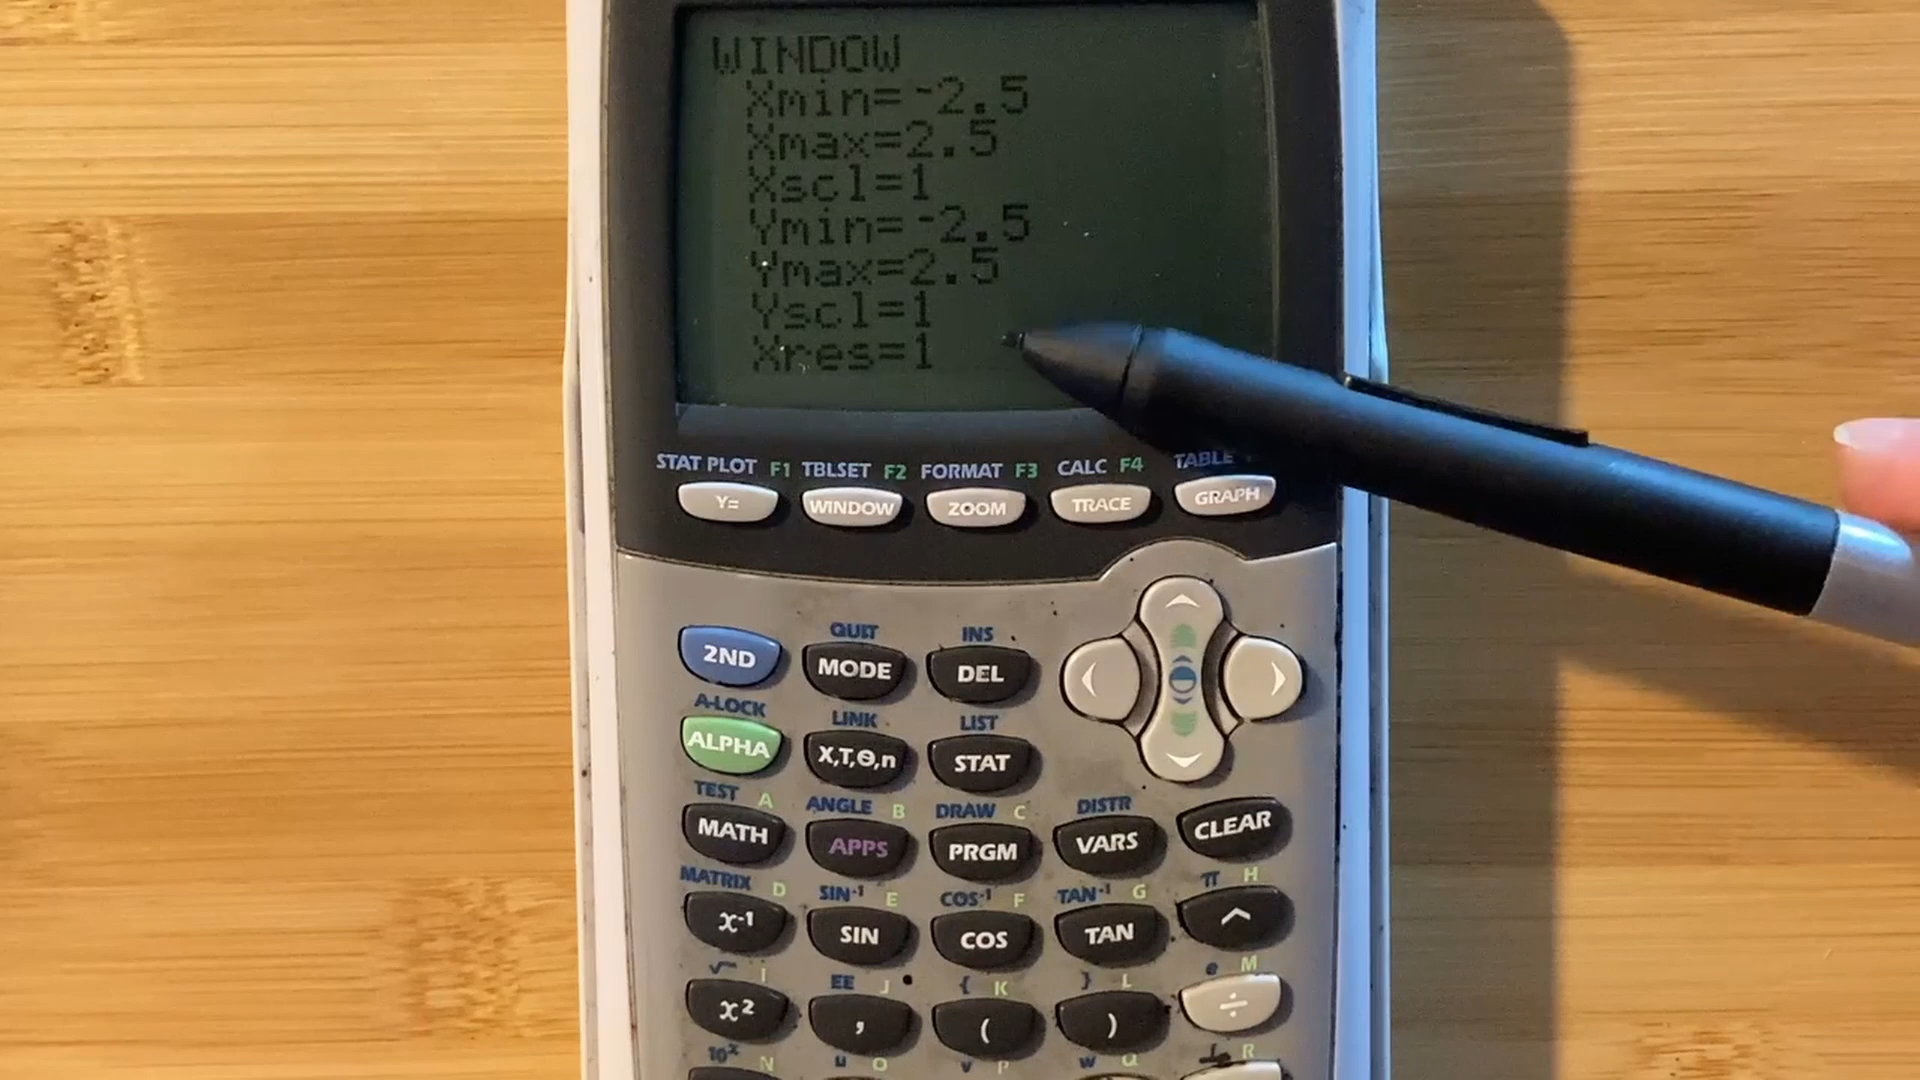 WINDOW
Xmin=-2.5
Xmax=2.5
Xscl=1
Ymin=-2.5
Ymax=2.5
Yscl=1
Xres=1
STAT PLOT F1 TBLSET F2 FORMAT F3 CALC F4 TABLE
Y= WINDOW ZOOM TRACE GRAPH
QUIT INS
2ND MODE DEL
A-LOCK LINK LIST
ALPHA X,T,Θ,n STAT
TEST A ANGLE B DRAW C DISTR
MATH APPS PRGM VARS CLEAR
MATRIX D SIN-1 E COS-1 F TAN-1 G π H
x-1 SIN COS TAN ^
√ I EE J { K } L e M
x2 , ( ) ÷
10x N u O v P w Q R